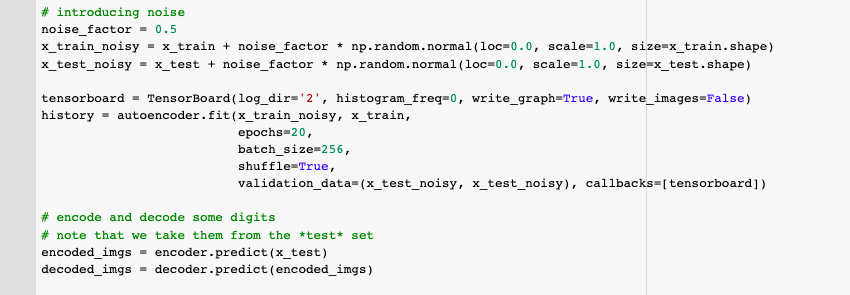 # introducing noise
noise_factor = 0.5
x_train_noisy = x_train + noise_factor * np.random.normal(loc=0.0, scale=1.0, size=x_train.shape)
x_test_noisy = x_test + noise_factor * np.random.normal(loc=0.0, scale=1.0, size=x_test.shape)
tensorboard = TensorBoard(log_dir='2', histogram_freq=0, write_graph=True, write_images=False)
history = autoencoder.fit(x_train_noisy, x_train,
epochs=20,
batch_size=256,
shuffle=True,
validation_data=(x_test_noisy, x_test_noisy), callbacks=[tensorboard])
# encode and decode some digits
# note that we take them from the *test* set
encoded_imgs = encoder.predict(x_test)
decoded_imgs = decoder.predict(encoded_imgs)